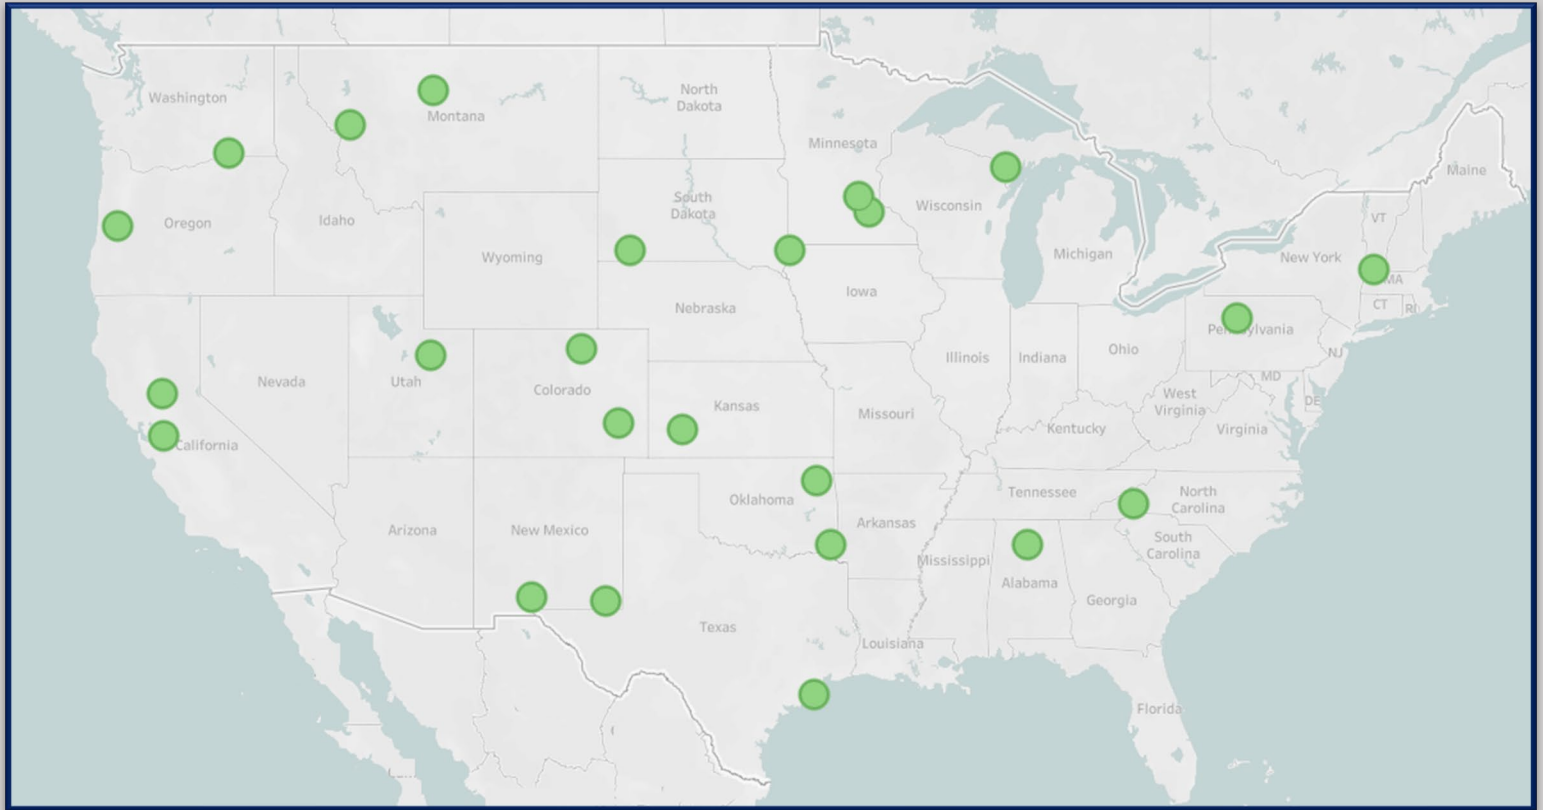 Washington
Montana
North
Dakota
Minnesota
Maine
Oregon
Idaho
South
Dakota
Wisconsin
VT
Wyoming
Michigan
New York
MA
Nebraska
Iowa
CT
RI
Pennsylvania
Nevada
Utah
Colorado
Illinois
Indiana
Ohio
NJ
MD
Kansas
Missouri
West
Virginia
DE
California
Kentucky
Virginia
Oklahoma
Tennessee
North
Carolina
Arizona
New Mexico
Arkansas
South
Carolina
Mississippi
Alabama
Georgia
Texas
Louisiana
Florida